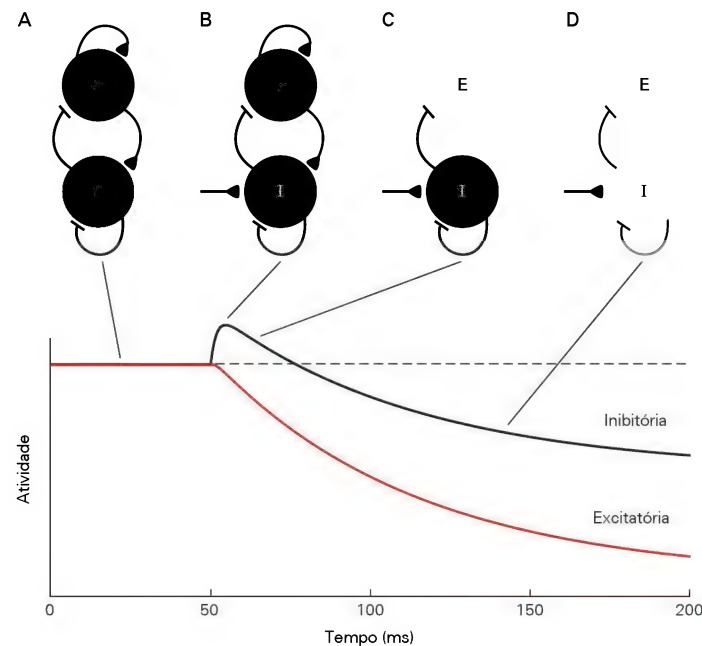 A B C D
E E
I I I
Inibitória
Excitatória
Atividade
0 50 100 150 200
Tempo (ms)